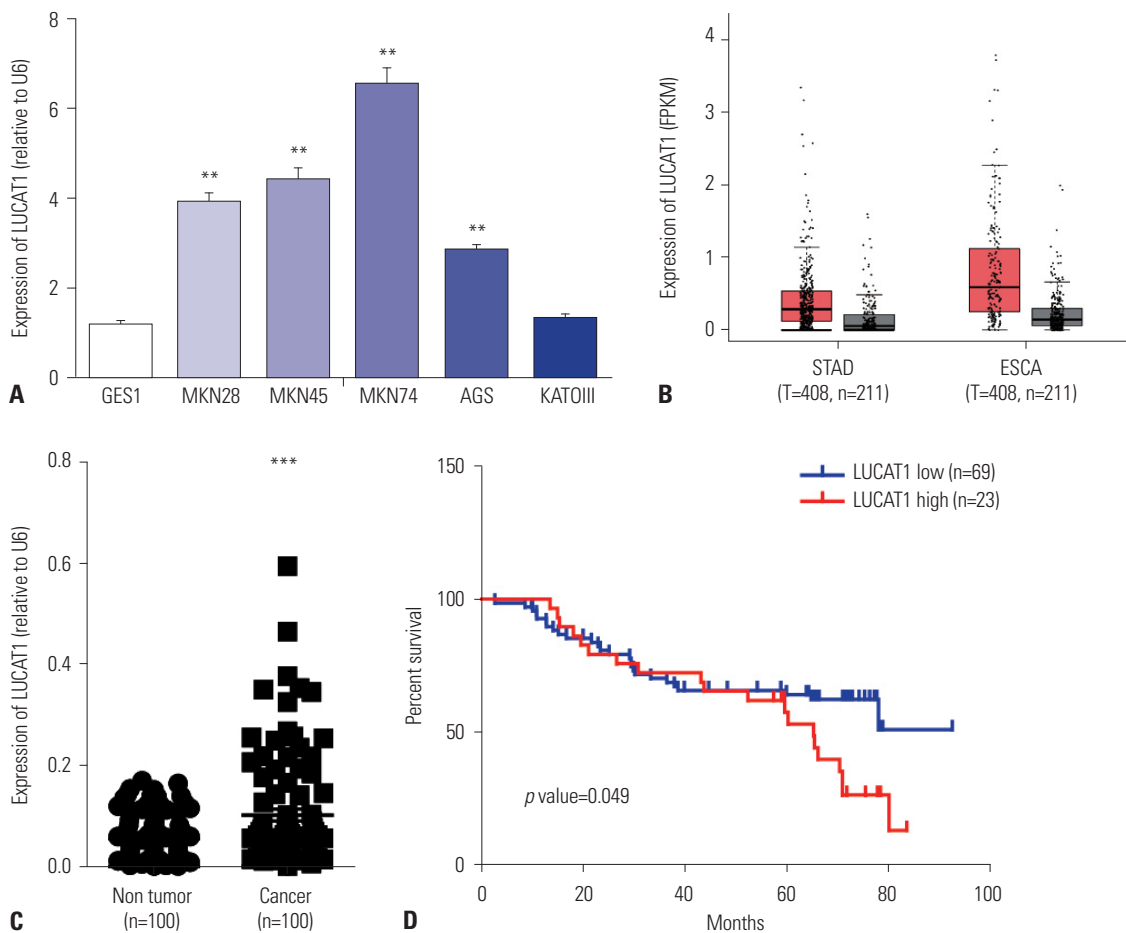 Expression of LUCAT1 (relative to U6)
8
6
4
2
0
**
**
**
**
GES1 MKN28 MKN45 MKN74 AGS KATOIII
A
Expression of LUCAT1 (FPKM)
4
3
2
1
0
STAD
(T=408, n=211)
ESCA
(T=408, n=211)
B
Expression of LUCAT1 (relative to U6)
0.8
0.6
0.4
0.2
0.0
***
Non tumor
(n=100)
Cancer
(n=100)
C
Percent survival
150
100
50
0
LUCAT1 low (n=69)
LUCAT1 high (n=23)
p value=0.049
0 20 40 60 80 100
Months
D